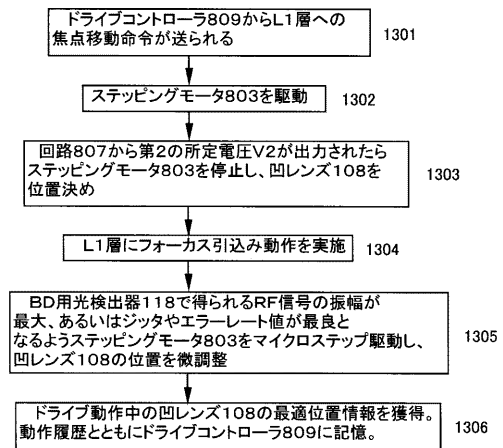 ドライブコントローラ809からL1層への
焦点移動命令が送られる
1301
ステッピングモータ803を駆動
1302
回路807から第2の所定電圧V2が出力されたら
ステッピングモータ803を停止し、凹レンズ108を
位置決め
1303
L1層にフォーカス引込み動作を実施
1304
BD用光検出器118で得られるRF信号の振幅が
最大、あるいはジッタやエラーレート値が最良と
なるようステッピングモータ803をマイクロステップ駆動し、
凹レンズ108の位置を微調整
1305
ドライブ動作中の凹レンズ108の最適位置情報を獲得。
動作履歴とともにドライブコントローラ809に記憶。
1306